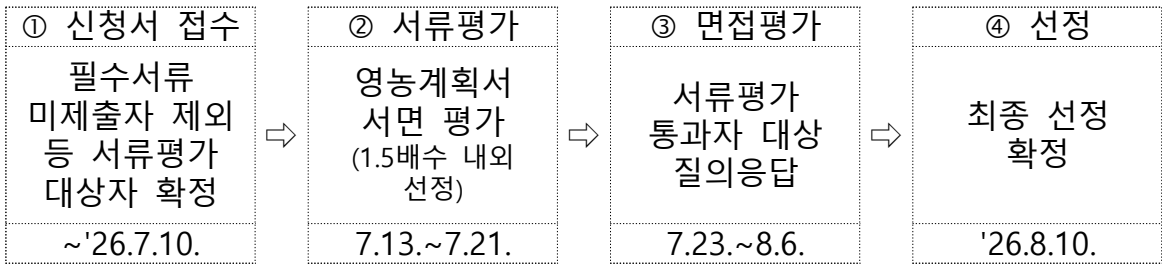 ① 신청서 접수
필수서류
미제출자 제외
등 서류평가
대상자 확정
~'26.7.10.
⇨
② 서류평가
영농계획서
서면 평가
(1.5배수 내외
선정)
7.13.~7.21.
⇨
③ 면접평가
서류평가
통과자 대상
질의응답
7.23.~8.6.
⇨
④ 선정
최종 선정
확정
'26.8.10.